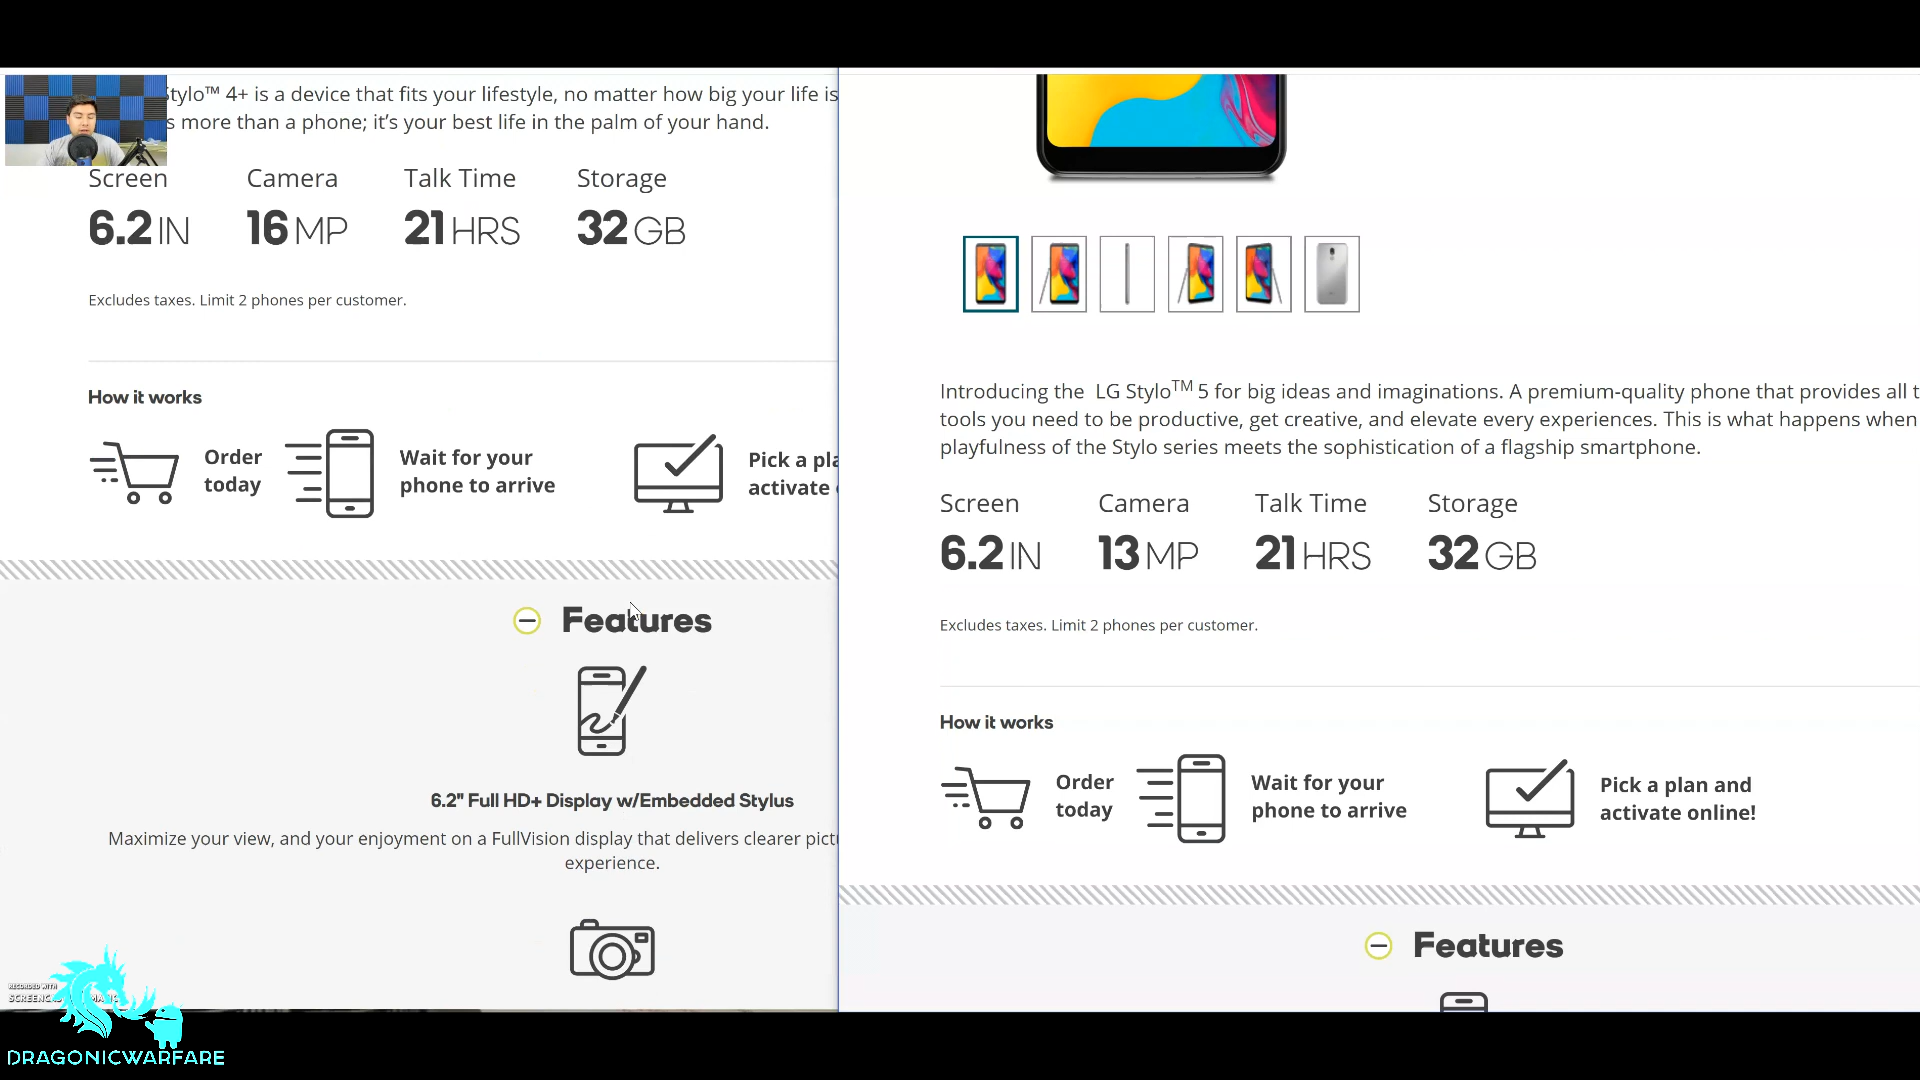 Stylo™ 4+ is a device that fits your lifestyle, no matter how big your life is
s more than a phone; it's your best life in the palm of your hand.
Screen Camera Talk Time Storage
6.2 IN 16 MP 21 HRS 32 GB
Excludes taxes. Limit 2 phones per customer.
How it works
Order today
Wait for your phone to arrive
Pick a pla
activate
Features
6.2" Full HD+ Display w/Embedded Stylus
Maximize your view, and your enjoyment on a FullVision display that delivers clearer pictu
experience.
Introducing the LG Stylo™ 5 for big ideas and imaginations. A premium-quality phone that provides all t
tools you need to be productive, get creative, and elevate every experiences. This is what happens when
playfulness of the Stylo series meets the sophistication of a flagship smartphone.
Screen Camera Talk Time Storage
6.2 IN 13 MP 21 HRS 32 GB
Excludes taxes. Limit 2 phones per customer.
How it works
Order today
Wait for your phone to arrive
Pick a plan and
activate online!
Features
RECORDED WITH
DRAGONICWARFARE